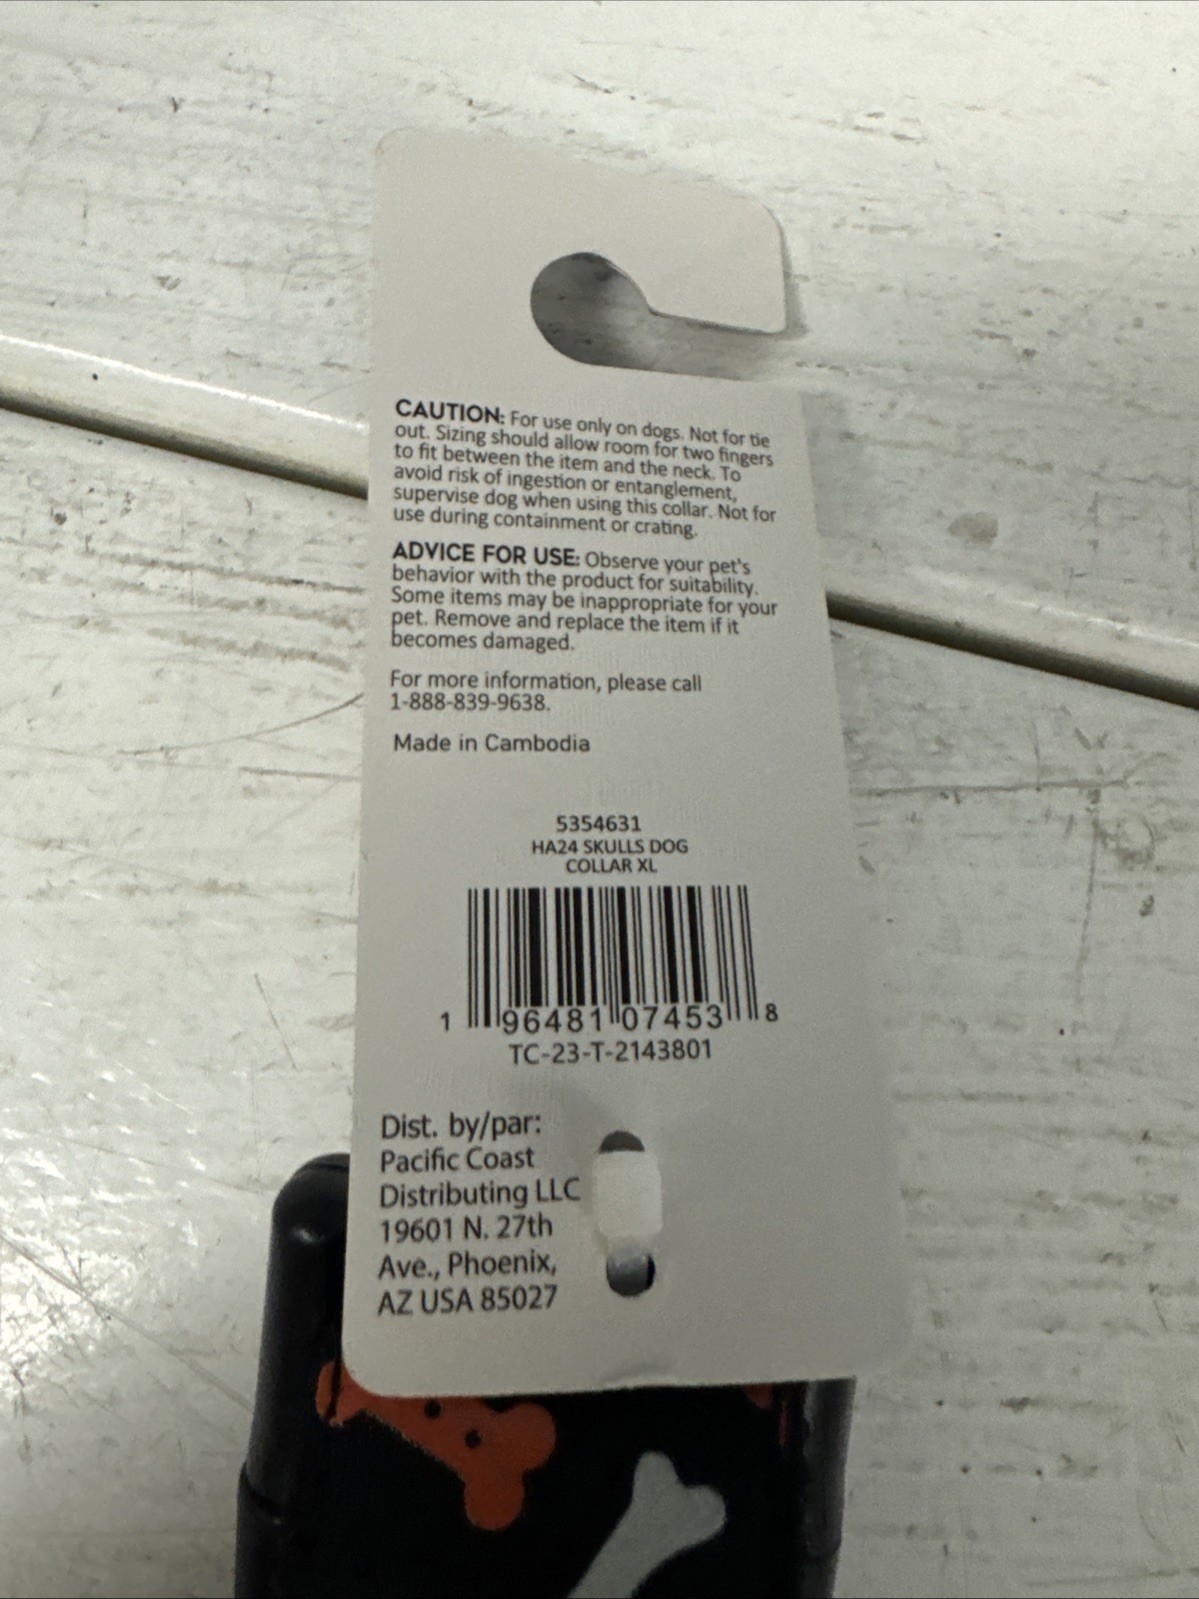 CAUTION: For use only on dogs. Not for tie
out. Sizing should allow room for two fingers
to fit between the item and the neck. To
avoid risk of ingestion or entanglement,
supervise dog when using this collar. Not for
use during containment or crating.
ADVICE FOR USE: Observe your pet's
behavior with the product for suitability.
Some items may be inappropriate for your
pet. Remove and replace the item if it
becomes damaged.
For more information, please call
1-888-839-9638.
Made in Cambodia
5354631
HA24 SKULLS DOG
COLLAR XL
1 96481 07453 8
TC-23-T-2143801
Dist. by/par:
Pacific Coast
Distributing LLC
19601 N. 27th
Ave., Phoenix,
AZ USA 85027